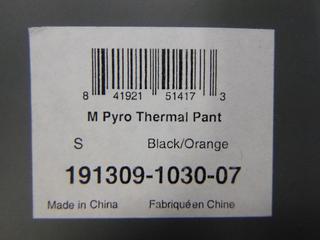 8 41921 51417 3
M Pyro Thermal Pant
S Black/Orange
191309-1030-07
Made in China Fabriqué en Chine